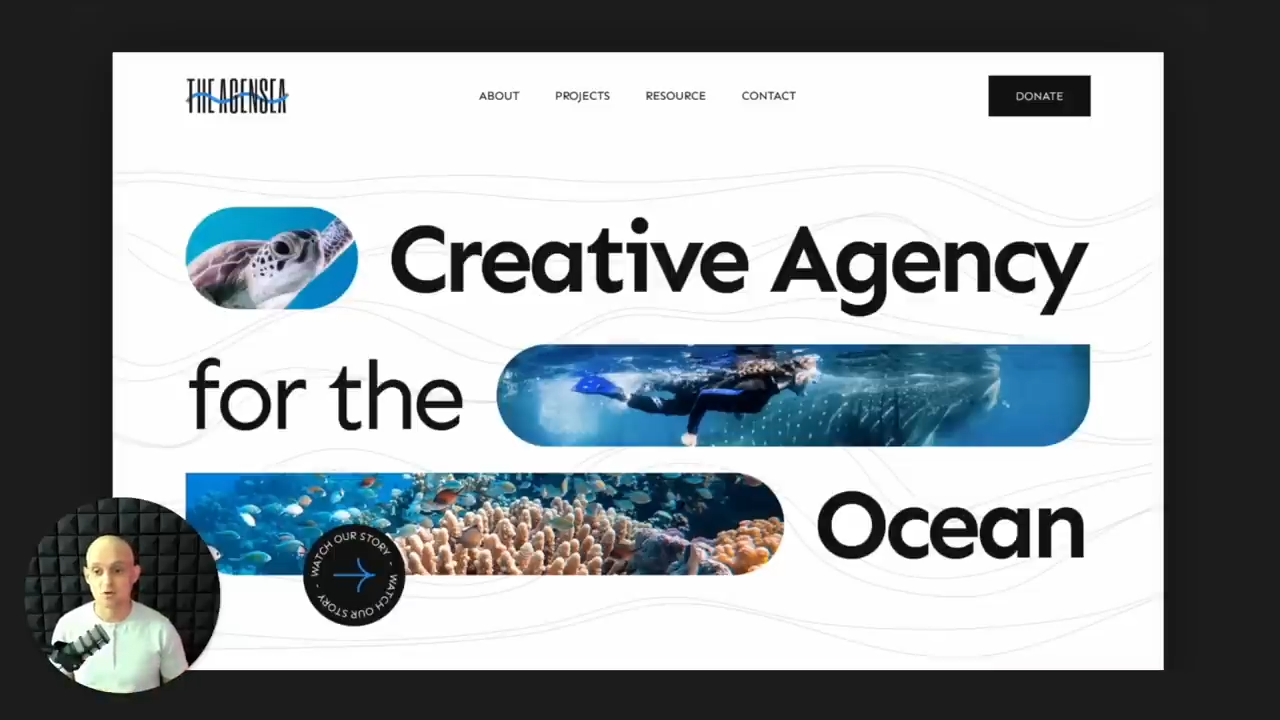 THE AGENSEA
ABOUT
PROJECTS
RESOURCE
CONTACT
DONATE
Creative Agency
for the
Ocean
WATCH OUR STORY - WATCH OUR STORY -